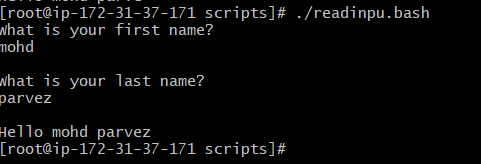 [root@ip-172-31-37-171 scripts]# ./readinpu.bash
What is your first name?
mohd
What is your last name?
parvez
Hello mohd parvez
[root@ip-172-31-37-171 scripts]#